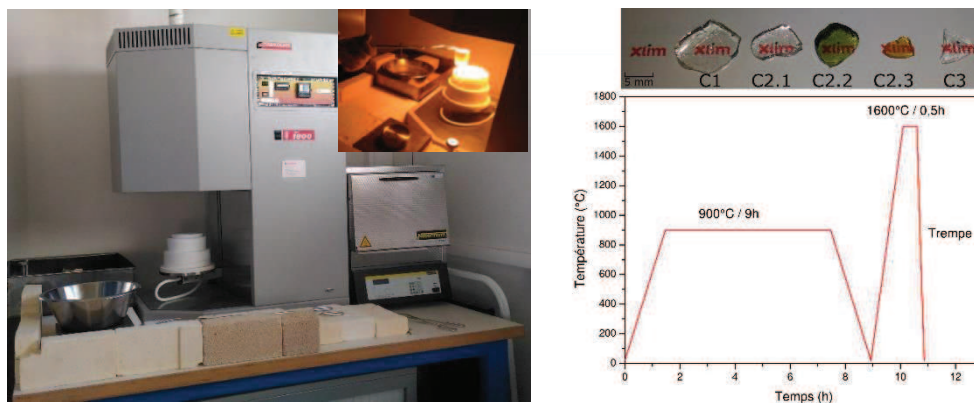 1600
xlim xlim xlim xlim xlim xlim
5 mm
C1 C2.1 C2.2 C2.3 C3
1600°C / 0,5h
900°C / 9h
Trempe
Température (°C)
1800
1600
1400
1200
1000
800
600
400
200
0
0 2 4 6 8 10 12
Temps (h)